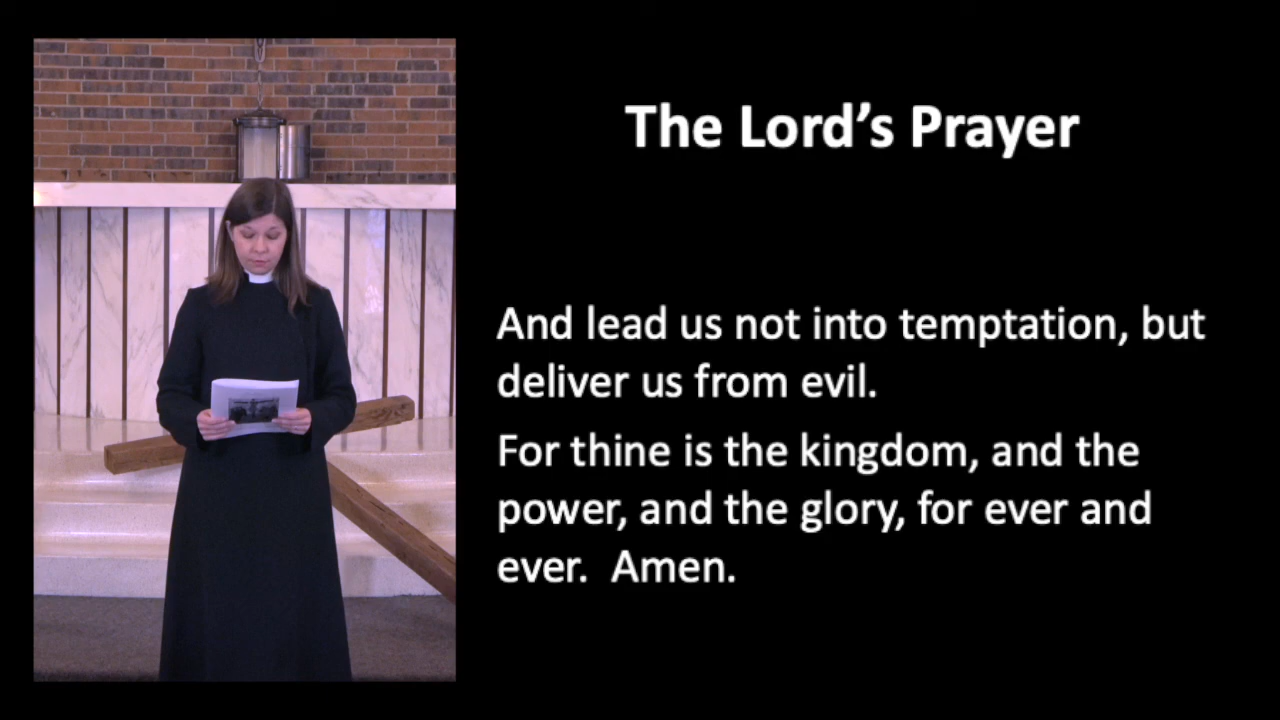 The Lord’s Prayer
And lead us not into temptation, but
deliver us from evil.
For thine is the kingdom, and the
power, and the glory, for ever and
ever.  Amen.